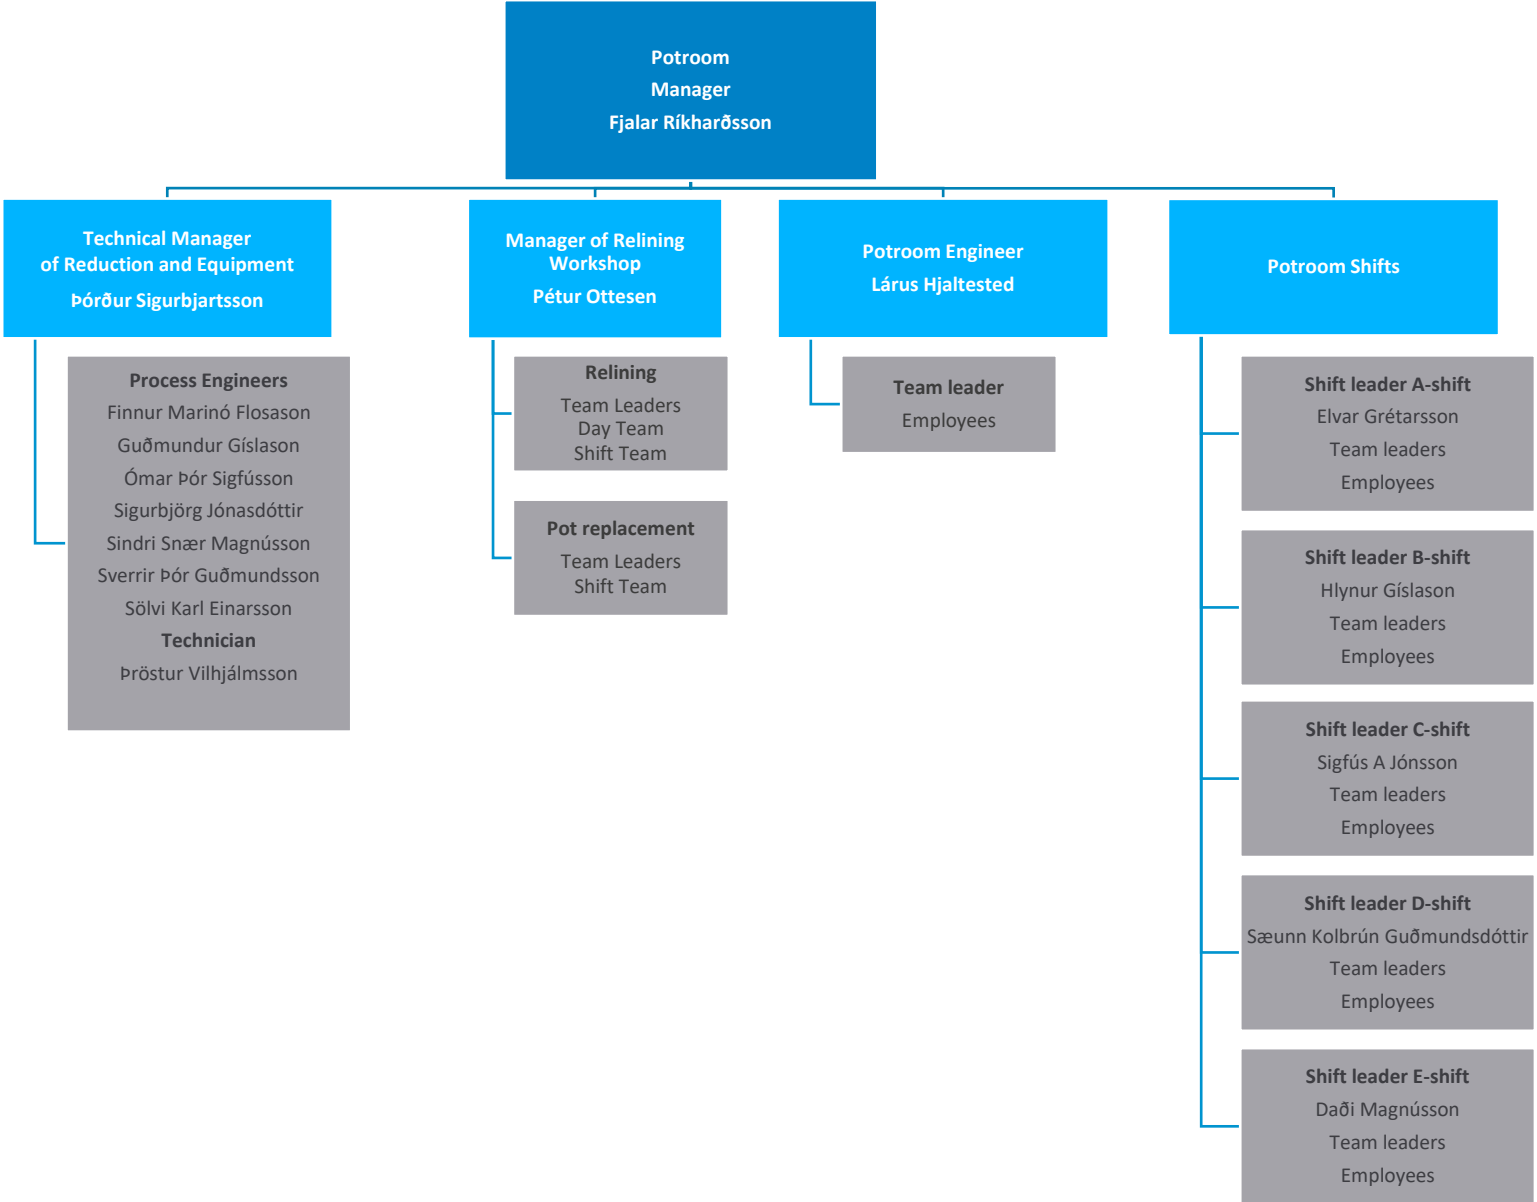 Potroom
Manager
Fjalar Ríkharðsson
Technical Manager
of Reduction and Equipment
Þórður Sigurbjartsson
Process Engineers
Finnur Marinó Flosason
Guðmundur Gíslason
Ómar Þór Sigfússon
Sigurbjörg Jónasdóttir
Sindri Snær Magnússon
Sverrir Þór Guðmundsson
Sölvi Karl Einarsson
Technician
Þröstur Vilhjálmsson
Manager of Relining
Workshop
Pétur Ottesen
Relining
Team Leaders
Day Team
Shift Team
Pot replacement
Team Leaders
Shift Team
Potroom Engineer
Lárus Hjaltested
Team leader
Employees
Potroom Shifts
Shift leader A-shift
Elvar Grétarsson
Team leaders
Employees
Shift leader B-shift
Hlynur Gíslason
Team leaders
Employees
Shift leader C-shift
Sigfús A Jónsson
Team leaders
Employees
Shift leader D-shift
Sæunn Kolbrún Guðmundsdóttir
Team leaders
Employees
Shift leader E-shift
Daði Magnússon
Team leaders
Employees